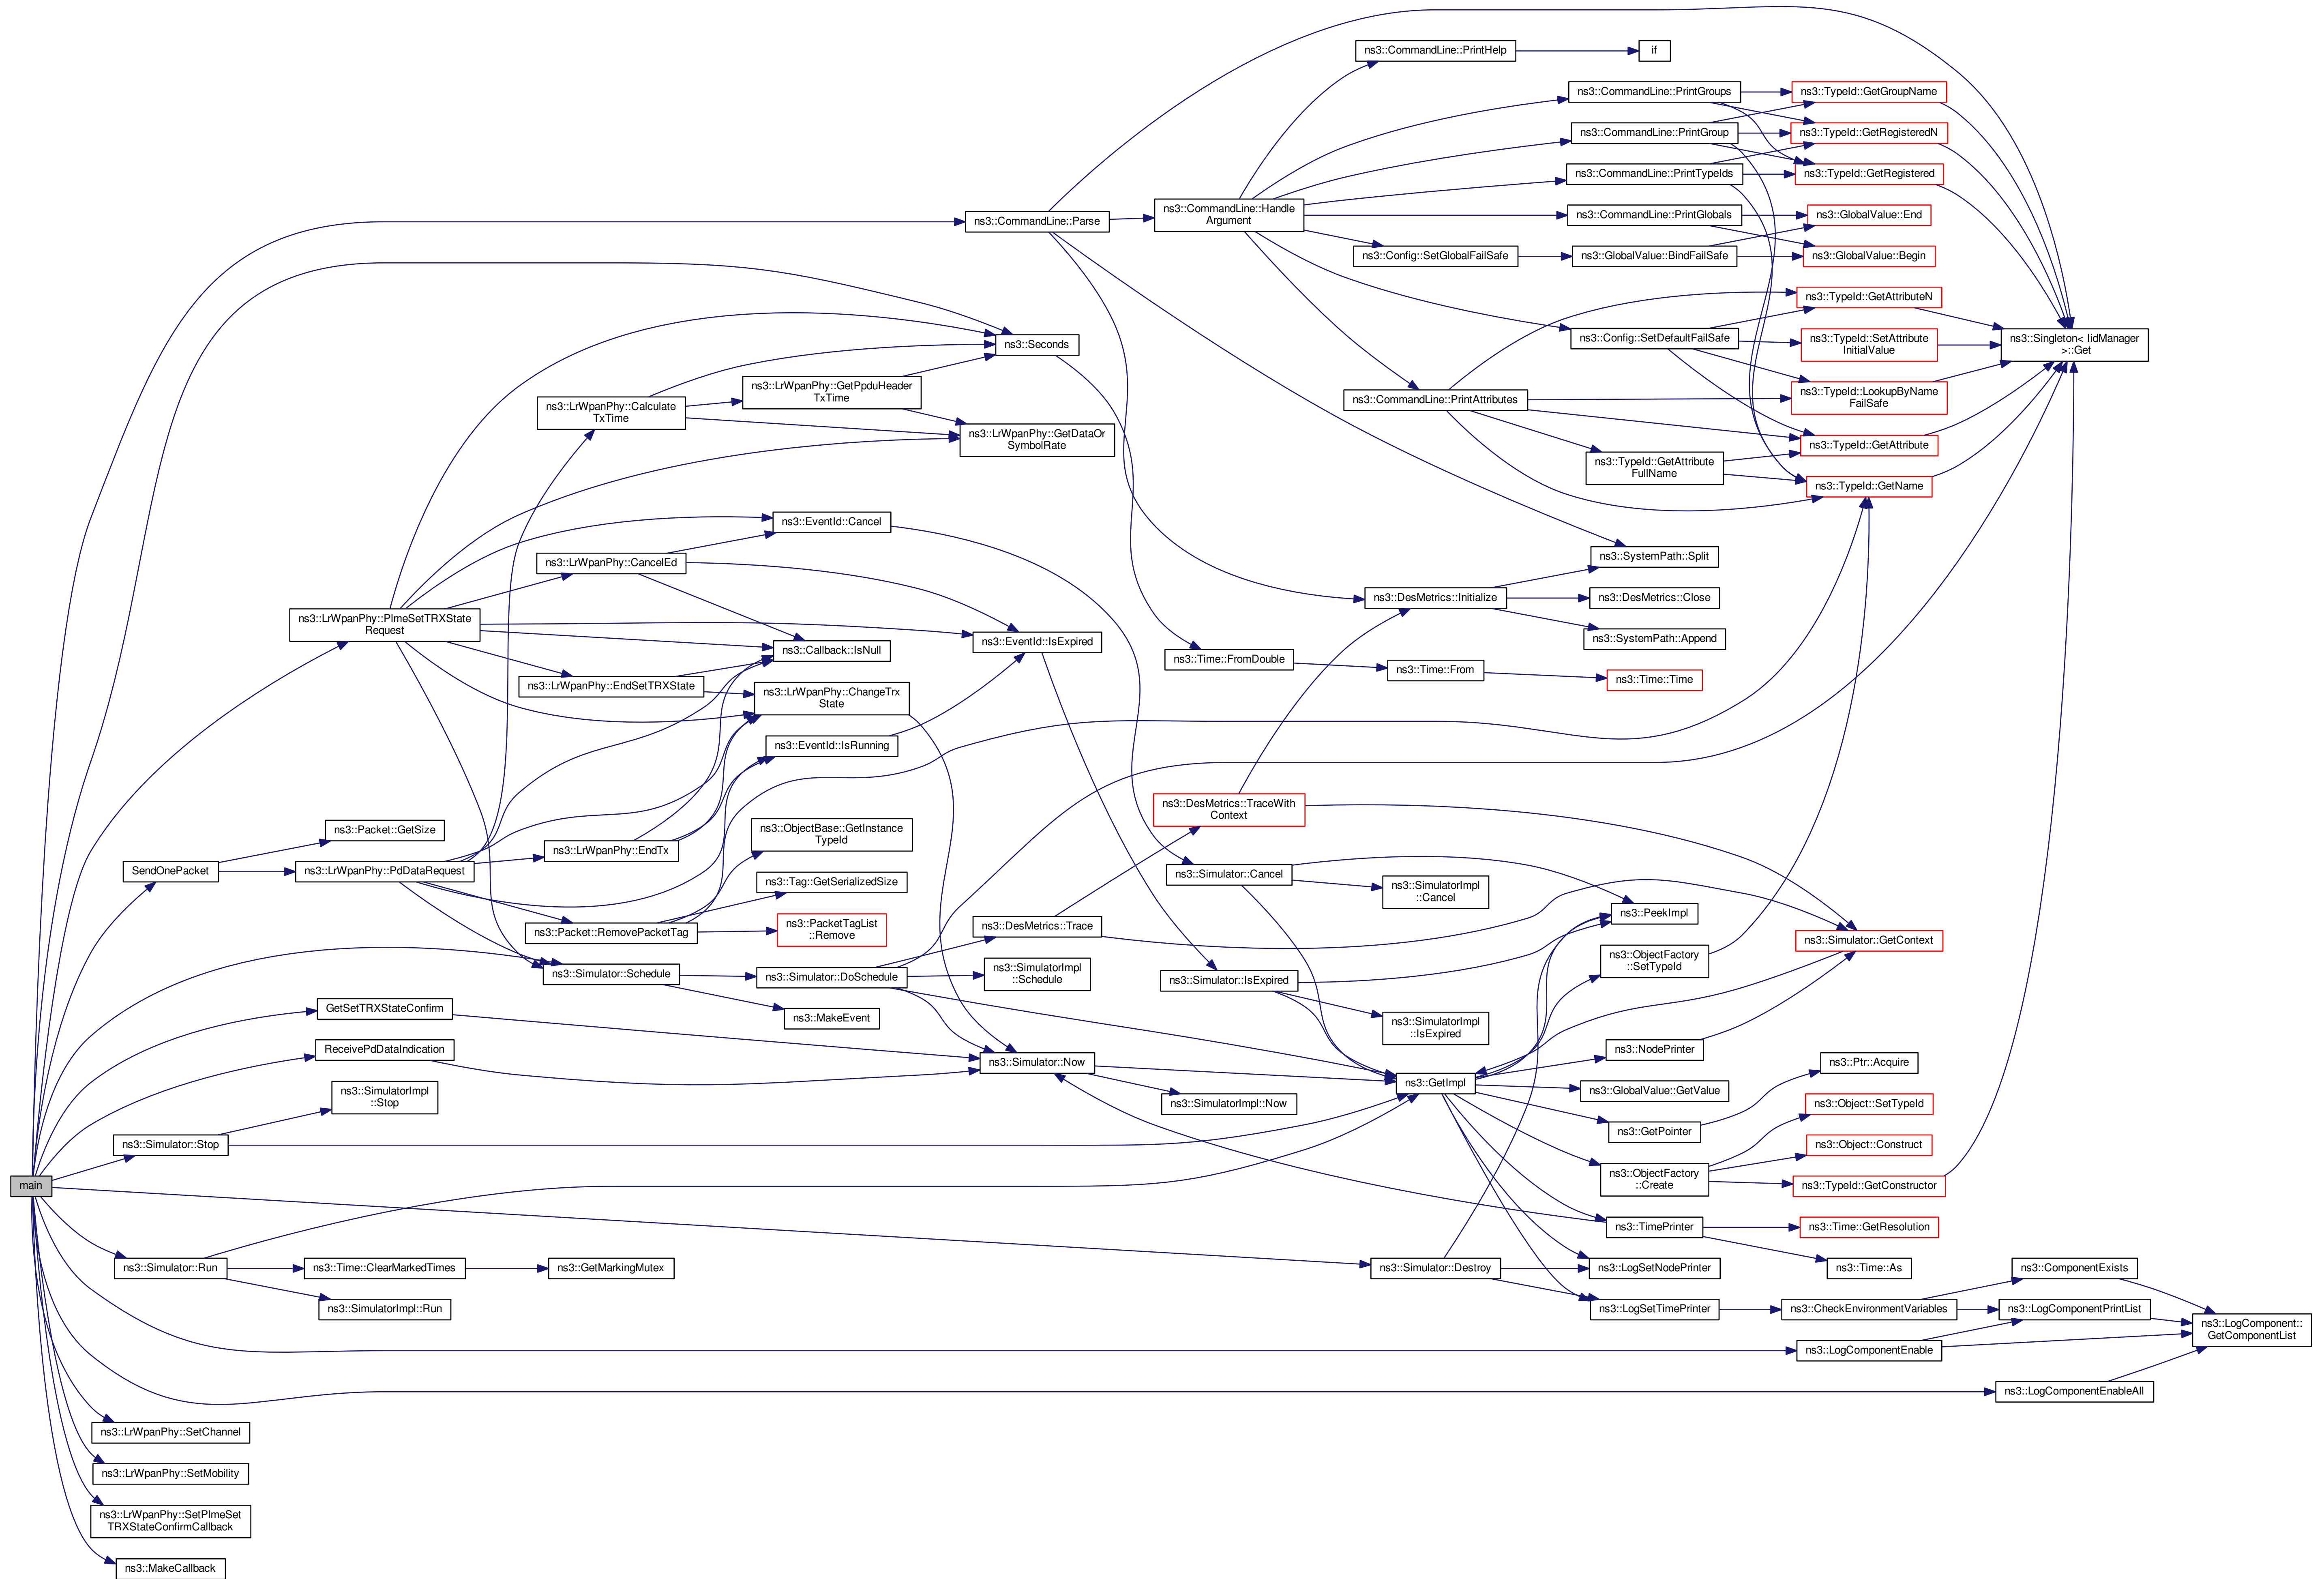 ns3::CommandLine::PrintHelp
if
ns3::CommandLine::PrintGroups
ns3::TypeId::GetGroupName
ns3::CommandLine::PrintGroup
ns3::TypeId::GetRegisteredN
ns3::CommandLine::PrintTypeIds
ns3::TypeId::GetRegistered
ns3::CommandLine::Parse
ns3::CommandLine::Handle
Argument
ns3::CommandLine::PrintGlobals
ns3::GlobalValue::End
ns3::Config::SetGlobalFailSafe
ns3::GlobalValue::BindFailSafe
ns3::GlobalValue::Begin
ns3::TypeId::GetAttributeN
ns3::Seconds
ns3::Config::SetDefaultFailSafe
ns3::TypeId::SetAttribute
InitialValue
ns3::Singleton< IidManager
>::Get
ns3::LrWpanPhy::GetPpduHeader
TxTime
ns3::LrWpanPhy::Calculate
TxTime
ns3::CommandLine::PrintAttributes
ns3::TypeId::LookupByName
FailSafe
ns3::LrWpanPhy::GetDataOr
SymbolRate
ns3::TypeId::GetAttribute
ns3::TypeId::GetAttribute
FullName
ns3::TypeId::GetName
ns3::EventId::Cancel
ns3::LrWpanPhy::CancelEd
ns3::SystemPath::Split
ns3::LrWpanPhy::PlmeSetTRXState
Request
ns3::DesMetrics::Initialize
ns3::DesMetrics::Close
ns3::EventId::IsExpired
ns3::SystemPath::Append
ns3::Callback::IsNull
ns3::Time::FromDouble
ns3::Time::From
ns3::Time::Time
ns3::LrWpanPhy::EndSetTRXState
ns3::LrWpanPhy::ChangeTrx
State
ns3::EventId::IsRunning
ns3::DesMetrics::TraceWith
Context
ns3::Packet::GetSize
ns3::ObjectBase::GetInstance
TypeId
SendOnePacket
ns3::LrWpanPhy::PdDataRequest
ns3::LrWpanPhy::EndTx
ns3::Tag::GetSerializedSize
ns3::Simulator::Cancel
ns3::SimulatorImpl
::Cancel
ns3::PeekImpl
ns3::Packet::RemovePacketTag
ns3::PacketTagList
::Remove
ns3::DesMetrics::Trace
ns3::Simulator::GetContext
ns3::ObjectFactory
::SetTypeId
ns3::Simulator::Schedule
ns3::Simulator::DoSchedule
ns3::SimulatorImpl
::Schedule
ns3::Simulator::IsExpired
GetSetTRXStateConfirm
ns3::MakeEvent
ns3::SimulatorImpl
::IsExpired
ReceivePdDataIndication
ns3::NodePrinter
ns3::Simulator::Now
ns3::Ptr::Acquire
ns3::GetImpl
ns3::GlobalValue::GetValue
ns3::SimulatorImpl
::Stop
ns3::SimulatorImpl::Now
ns3::Object::SetTypeId
ns3::GetPointer
ns3::Simulator::Stop
ns3::Object::Construct
ns3::ObjectFactory
::Create
main
ns3::TypeId::GetConstructor
ns3::TimePrinter
ns3::Time::GetResolution
ns3::Simulator::Run
ns3::Time::ClearMarkedTimes
ns3::GetMarkingMutex
ns3::Simulator::Destroy
ns3::LogSetNodePrinter
ns3::Time::As
ns3::ComponentExists
ns3::SimulatorImpl::Run
ns3::LogSetTimePrinter
ns3::CheckEnvironmentVariables
ns3::LogComponentPrintList
ns3::LogComponent::
GetComponentList
ns3::LogComponentEnable
ns3::LogComponentEnableAll
ns3::LrWpanPhy::SetChannel
ns3::LrWpanPhy::SetMobility
ns3::LrWpanPhy::SetPlmeSet
TRXStateConfirmCallback
ns3::MakeCallback